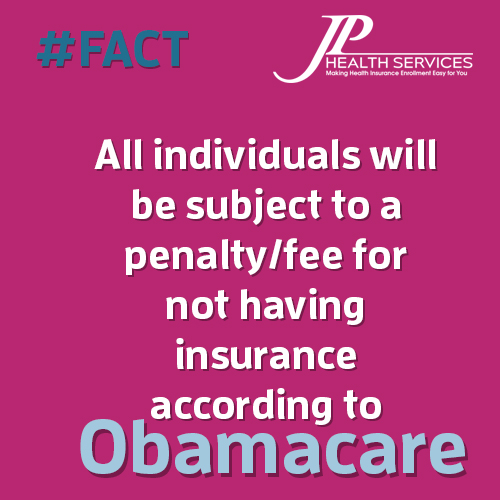 #FACT
JP
HEALTH SERVICES
Making Health Insurance Enrollment Easy for You
All individuals will
be subject to a
penalty/fee for
not having
insurance
according to
Obamacare